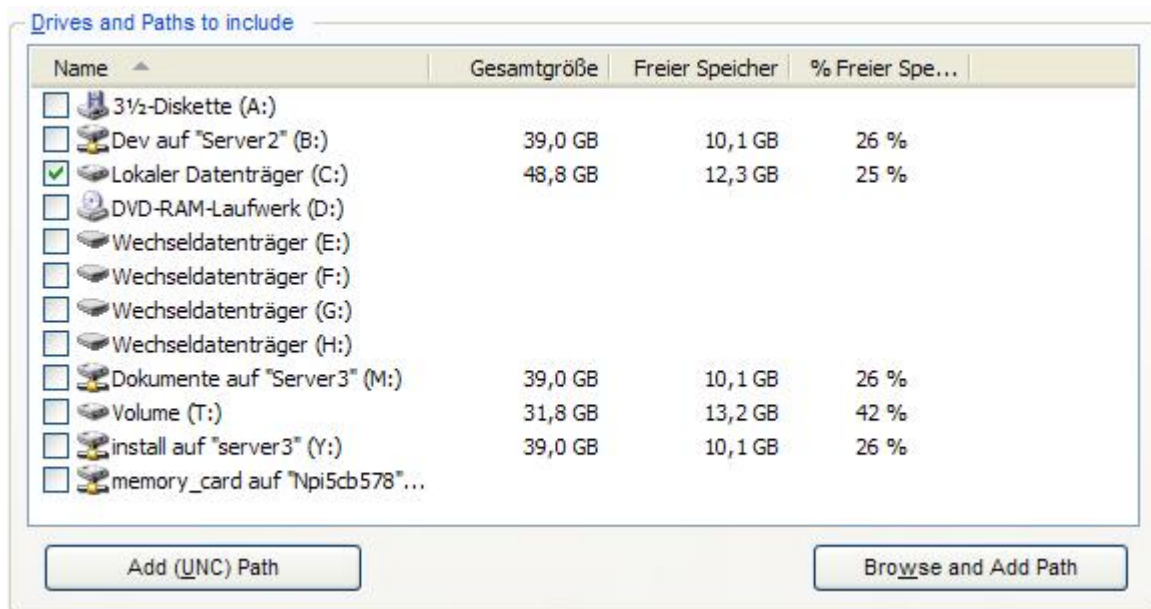 Drives and Paths to include
Name Gesamtgröße Freier Speicher % Freier Spe...
3½-Diskette (A:)
Dev auf "Server2" (B:) 39,0 GB 10,1 GB 26 %
Lokaler Datenträger (C:) 48,8 GB 12,3 GB 25 %
DVD-RAM-Laufwerk (D:)
Wechseldatenträger (E:)
Wechseldatenträger (F:)
Wechseldatenträger (G:)
Wechseldatenträger (H:)
Dokumente auf "Server3" (M:) 39,0 GB 10,1 GB 26 %
Volume (T:) 31,8 GB 13,2 GB 42 %
install auf "server3" (Y:) 39,0 GB 10,1 GB 26 %
memory_card auf "Npi5cb578"...
Add (UNC) Path Browse and Add Path